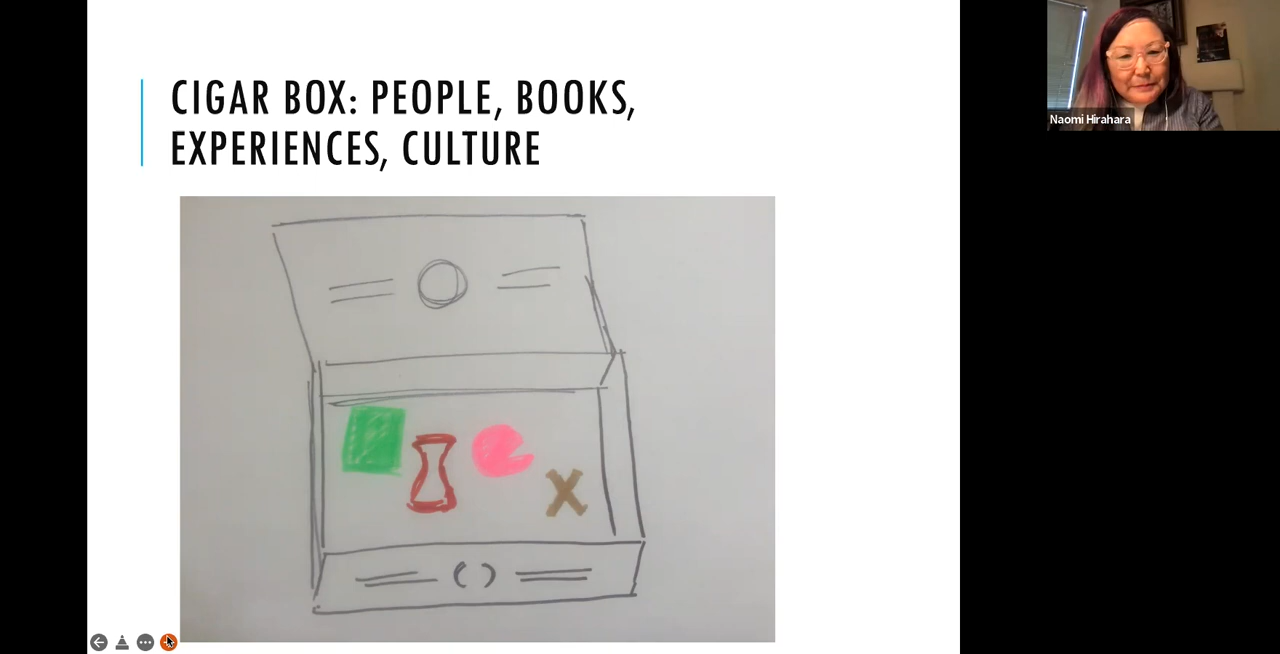 CIGAR BOX: PEOPLE, BOOKS,
EXPERIENCES, CULTURE
Naomi Hirahara